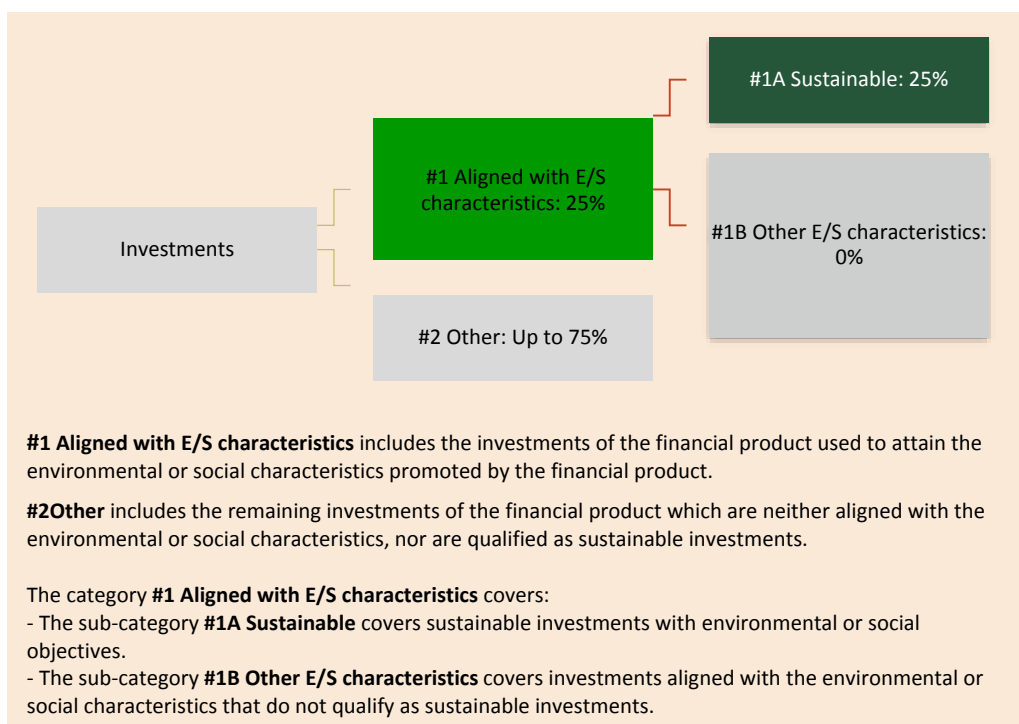 #1A Sustainable: 25%
#1 Aligned with E/S
characteristics: 25%
Investments
#1B Other E/S characteristics:
0%
#2 Other: Up to 75%
#1 Aligned with E/S characteristics includes the investments of the financial product used to attain the
environmental or social characteristics promoted by the financial product.
#2Other includes the remaining investments of the financial product which are neither aligned with the
environmental or social characteristics, nor are qualified as sustainable investments.
The category #1 Aligned with E/S characteristics covers:
- The sub-category #1A Sustainable covers sustainable investments with environmental or social
objectives.
- The sub-category #1B Other E/S characteristics covers investments aligned with the environmental or
social characteristics that do not qualify as sustainable investments.